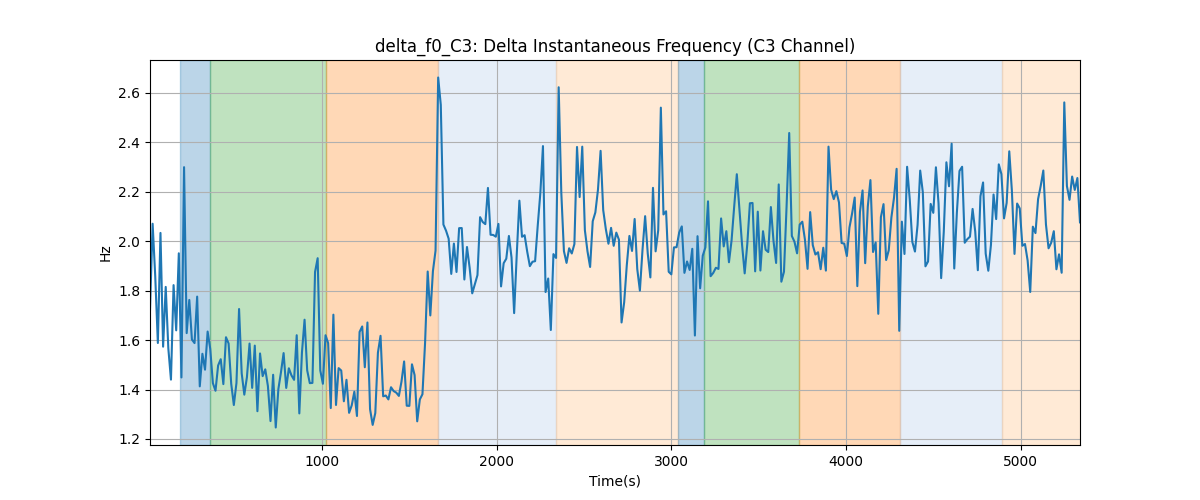 delta_f0_C3: Delta Instantaneous Frequency (C3 Channel)
Hz
2.6
2.4
2.2
2.0
1.8
1.6
1.4
1.2
1000 2000 3000 4000 5000
Time(s)